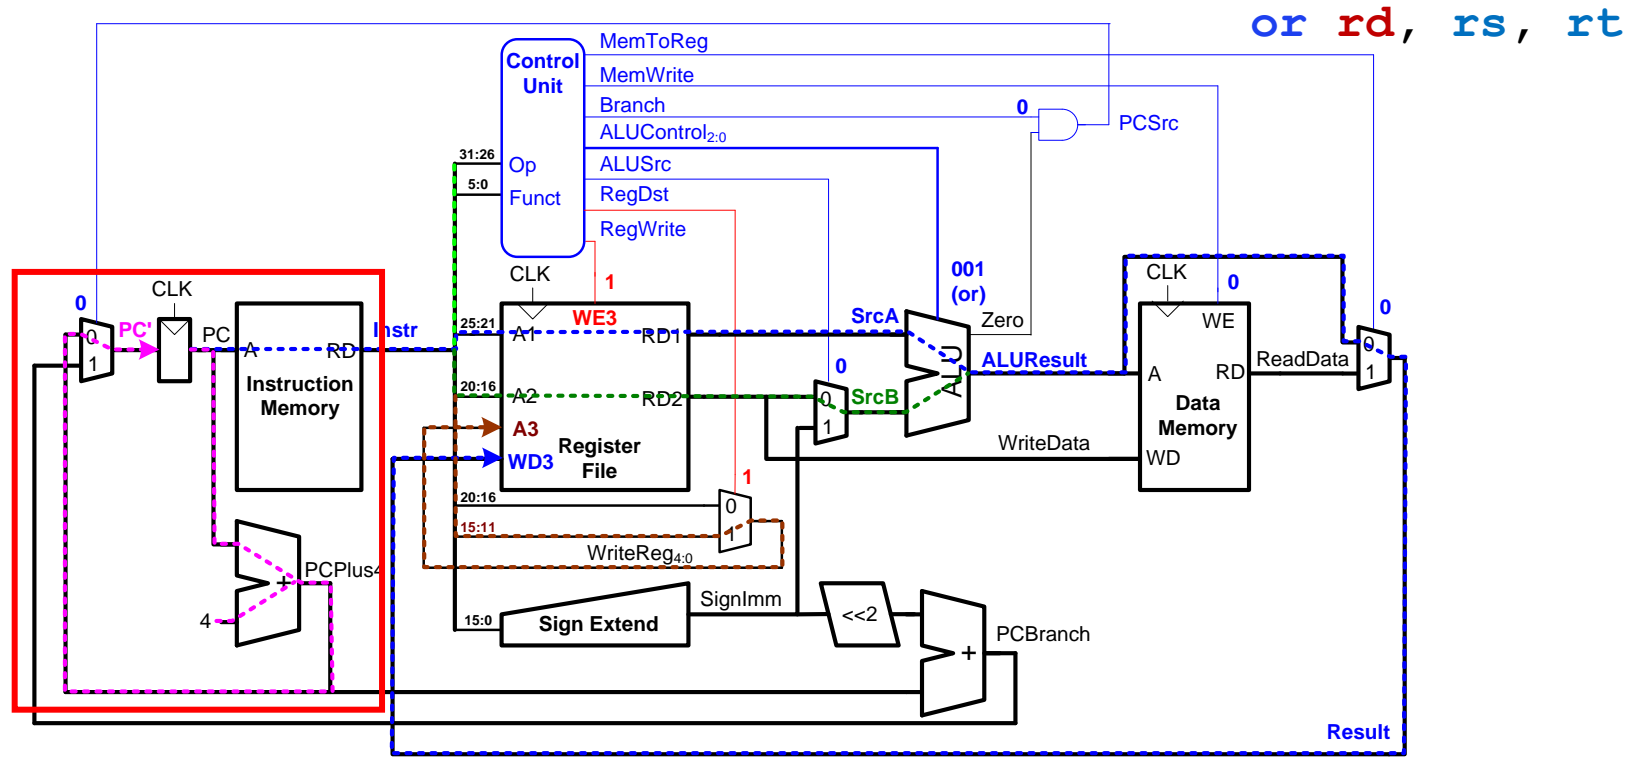 or rd, rs, rt
MemToReg
Control
Unit
MemWrite
Branch
0
PCSrc
ALUControl2:0
31:26
Op
ALUSrc
5:0
Funct
RegDst
RegWrite
CLK
1
001
(or)
CLK
0
CLK
0
0
PC'
PC
A
RD
Instr
25:21
A1
WE3
RD1
SrcA
Zero
WE
0
0
1
Instruction
Memory
20:16
A2
RD2
0
0
1
SrcB
ALU
ALUResult
A
RD
ReadData
1
Data
Memory
A3
WD3
Register
File
WriteData
WD
20:16
0
1
1
15:11
WriteReg4:0
PCPlus4
+
4
SignImm
15:0
Sign Extend
<<2
PCBranch
+
Result